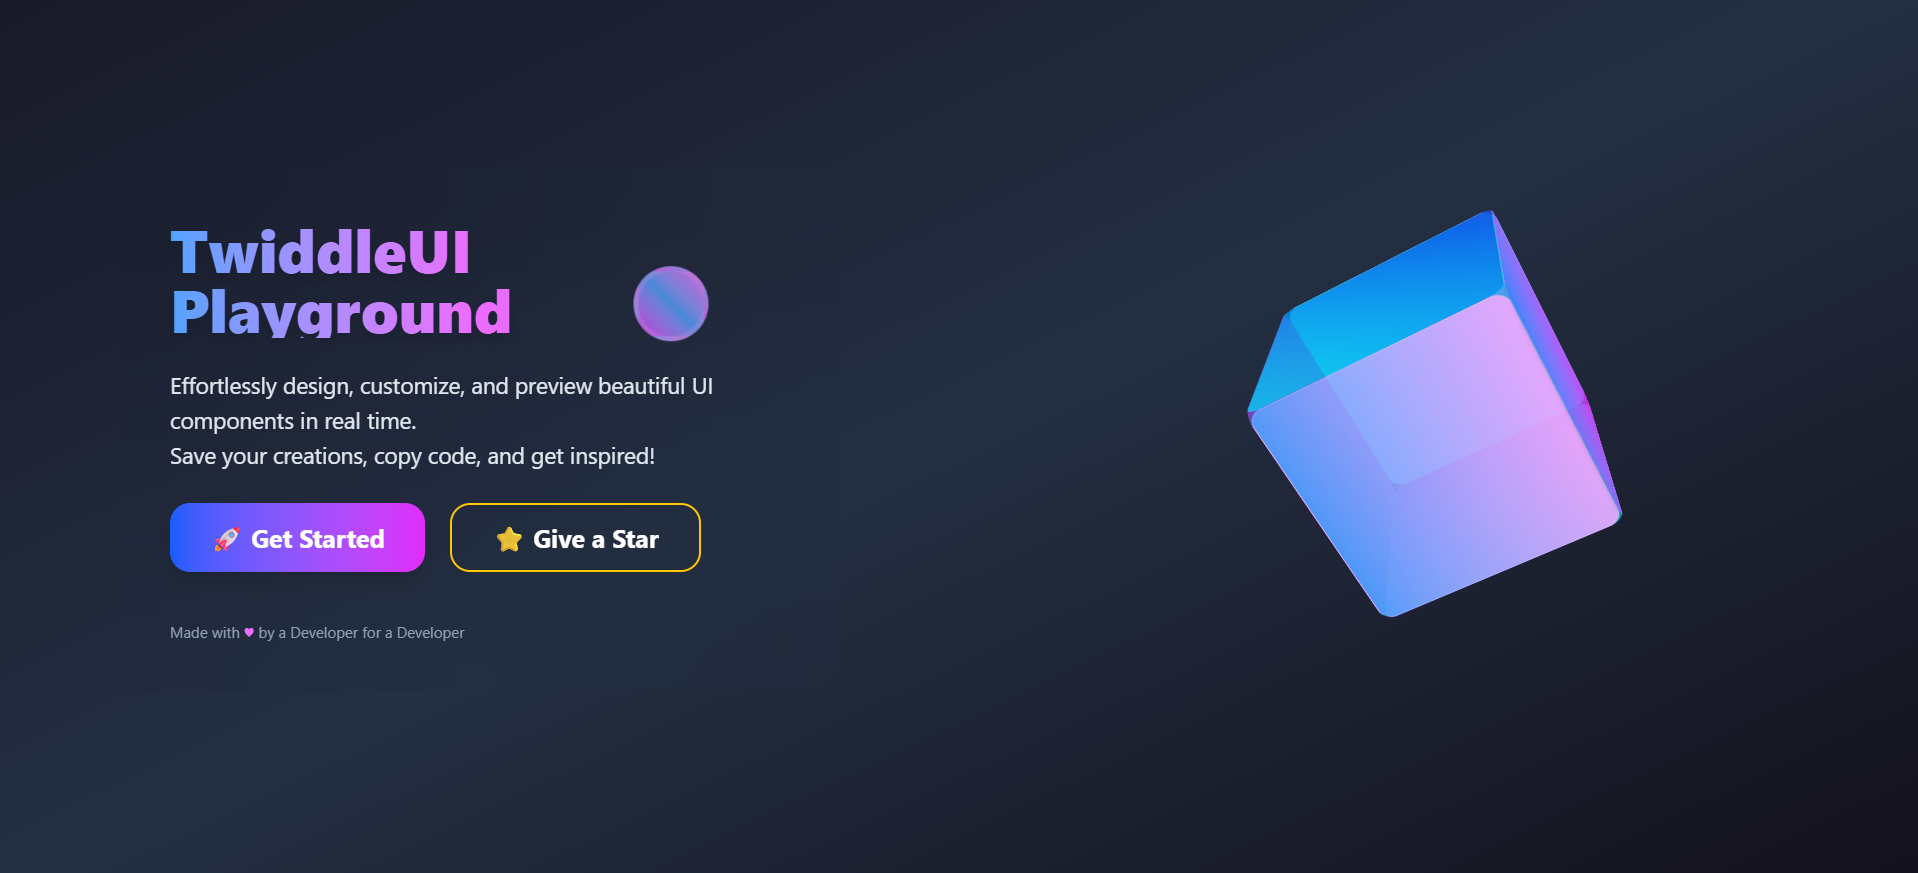 TwiddleUI
Playground
Effortlessly design, customize, and preview beautiful UI
components in real time.
Save your creations, copy code, and get inspired!
🚀 Get Started
⭐ Give a Star
Made with ♥ by a Developer for a Developer